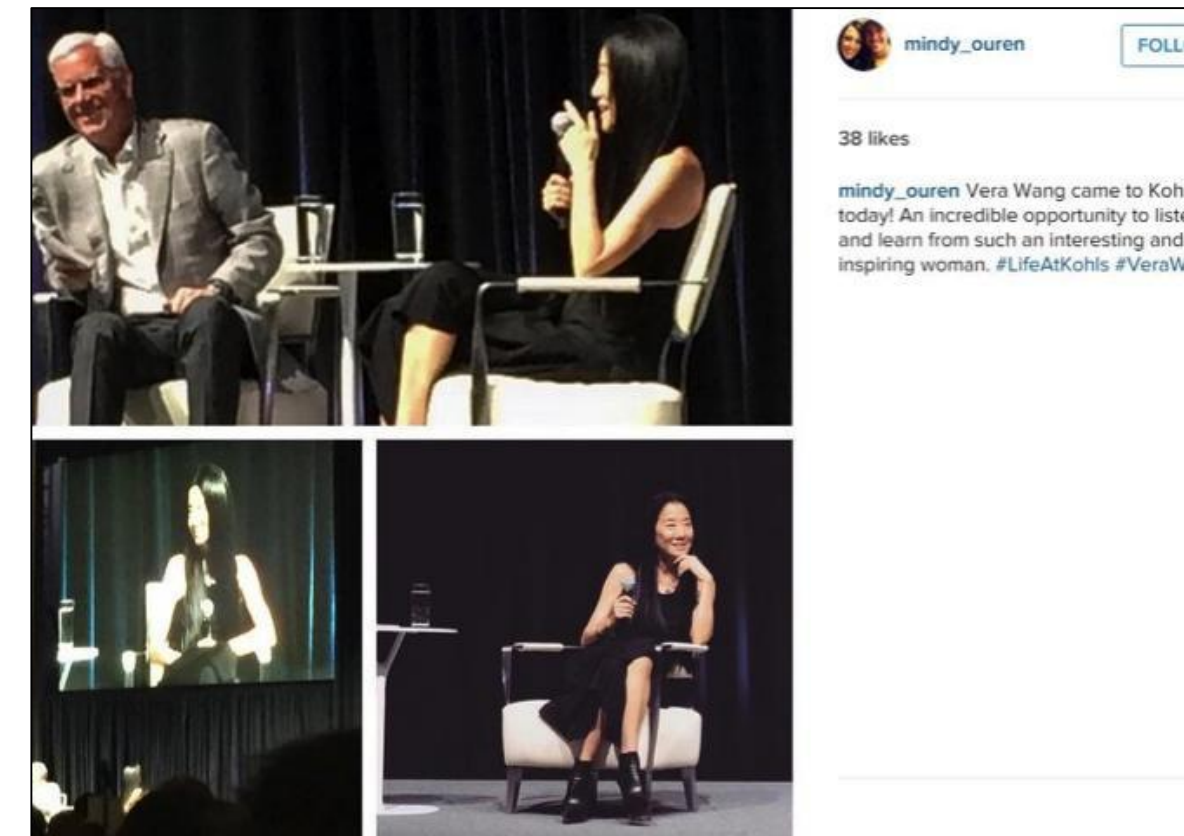 mindy_ouren
FOLL
38 likes
mindy_ouren Vera Wang came to Koh
today! An incredible opportunity to liste
and learn from such an interesting and
inspiring woman. #LifeAtKohls #VeraW